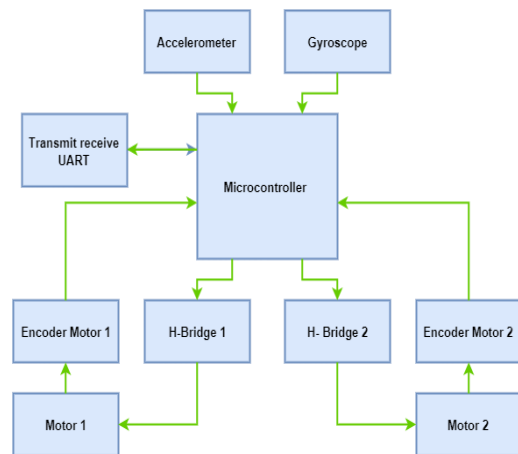 Accelerometer
Gyroscope
Transmit receive
UART
Microcontroller
Encoder Motor 1
H-Bridge 1
H- Bridge 2
Encoder Motor 2
Motor 1
Motor 2